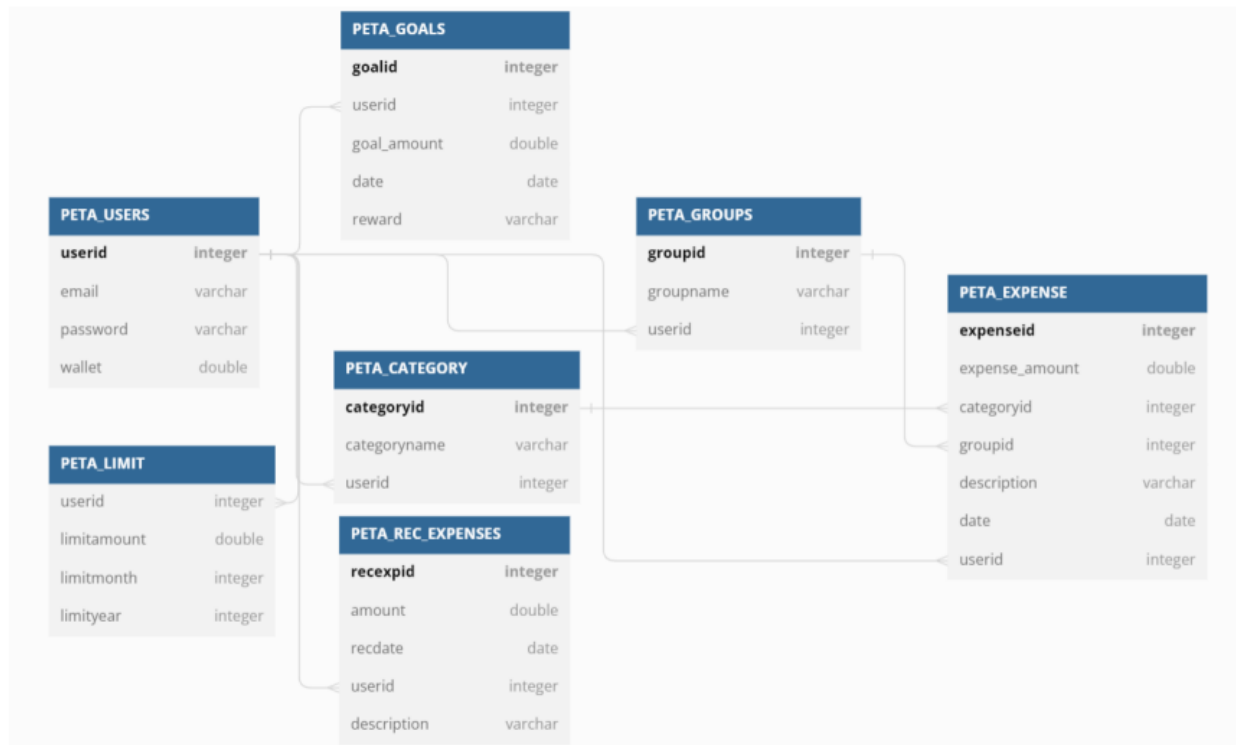 PETA_GOALS
goalid integer
userid integer
goal_amount double
date date
reward varchar
PETA_USERS
userid integer
email varchar
password varchar
wallet double
PETA_GROUPS
groupid integer
groupname varchar
userid integer
PETA_EXPENSE
expenseid integer
expense_amount double
categoryid integer
groupid integer
description varchar
date date
userid integer
PETA_CATEGORY
categoryid integer
categoryname varchar
userid integer
PETA_LIMIT
userid integer
limitamount double
limitmonth integer
limityear integer
PETA_REC_EXPENSES
recexpid integer
amount double
recdate date
userid integer
description varchar